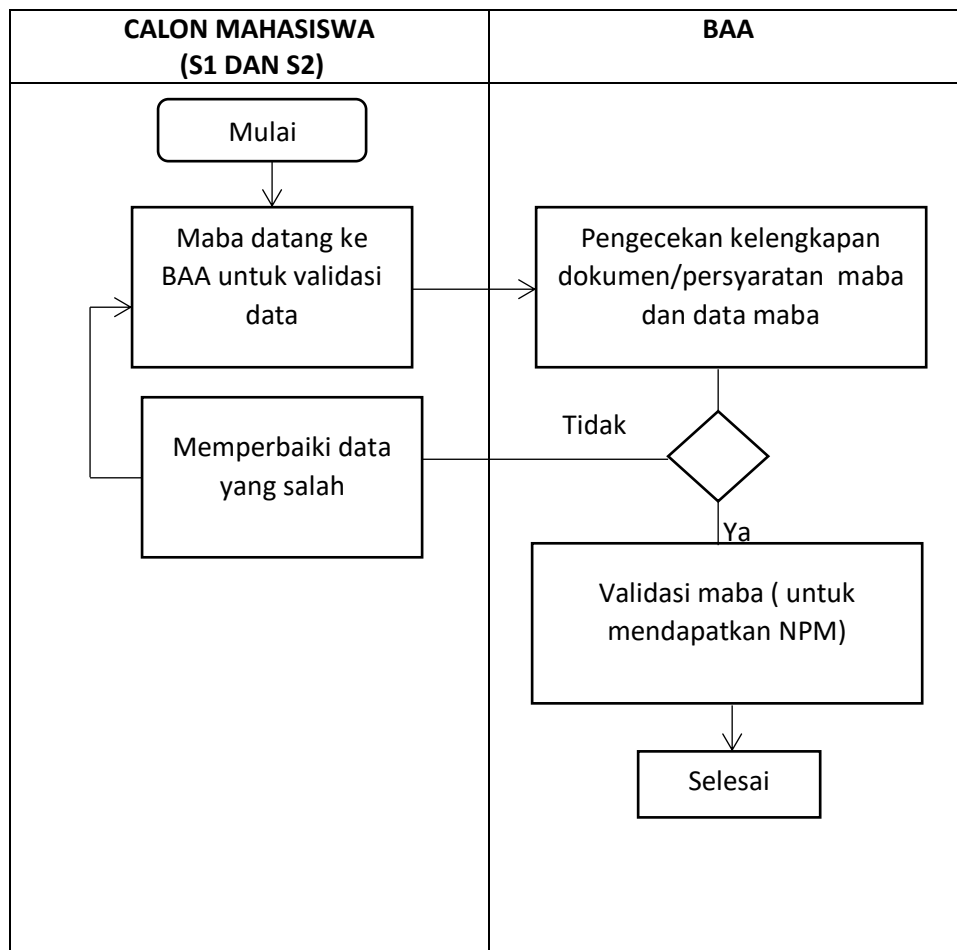 CALON MAHASISWA
(S1 DAN S2)
BAA
Mulai
Maba datang ke
BAA untuk validasi
data
Pengecekan kelengkapan
dokumen/persyaratan maba
dan data maba
Tidak
Memperbaiki data
yang salah
Ya
Validasi maba ( untuk
mendapatkan NPM)
Selesai